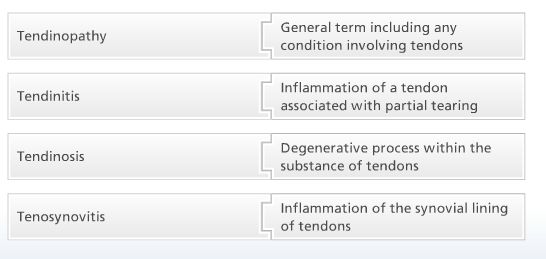 Tendinopathy
General term including any
condition involving tendons
Tendinitis
Inflammation of a tendon
associated with partial tearing
Tendinosis
Degenerative process within the
substance of tendons
Tenosynovitis
Inflammation of the synovial lining
of tendons